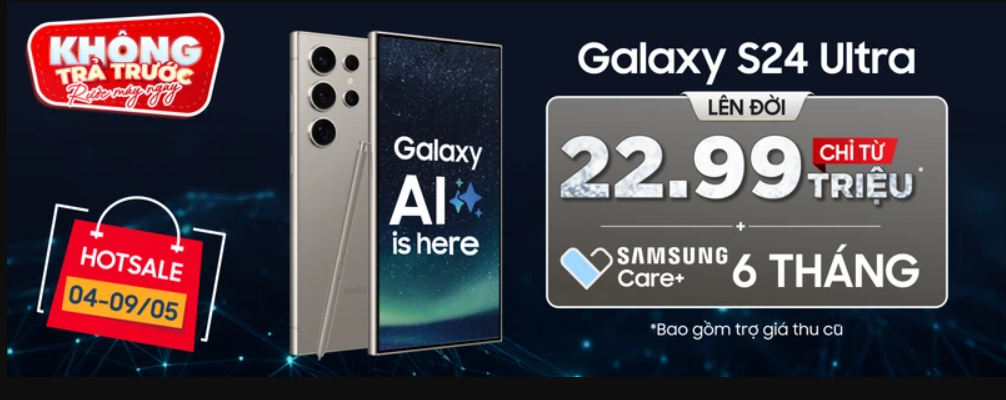 KHÔNG
TRẢ TRƯỚC
Rước máy ngay
HOTSALE
04-09/05
Galaxy
AI
is here
Galaxy S24 Ultra
LÊN ĐỜI
22.99 CHỈ TỪ
TRIỆU*
+
SAMSUNG
Care+
6 THÁNG
*Bao gồm trợ giá thu cũ